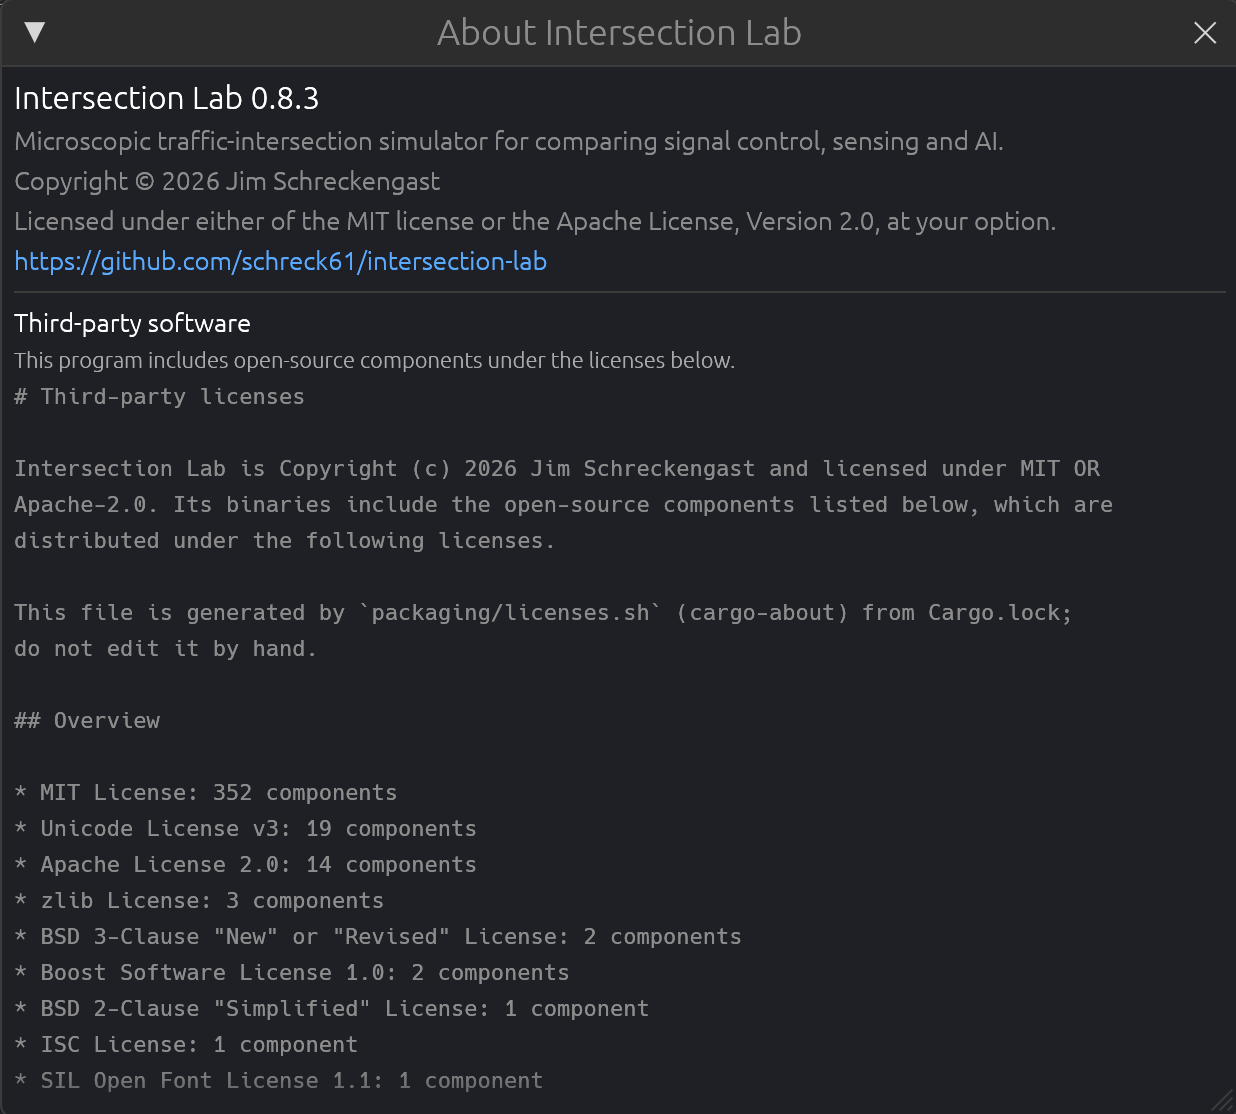 About Intersection Lab
Intersection Lab 0.8.3
Microscopic traffic-intersection simulator for comparing signal control, sensing and AI.
Copyright © 2026 Jim Schreckengast
Licensed under either of the MIT license or the Apache License, Version 2.0, at your option.
https://github.com/schreck61/intersection-lab
Third-party software
This program includes open-source components under the licenses below.
# Third-party licenses
Intersection Lab is Copyright (c) 2026 Jim Schreckengast and licensed under MIT OR
Apache-2.0. Its binaries include the open-source components listed below, which are
distributed under the following licenses.
This file is generated by `packaging/licenses.sh` (cargo-about) from Cargo.lock;
do not edit it by hand.
## Overview
* MIT License: 352 components
* Unicode License v3: 19 components
* Apache License 2.0: 14 components
* zlib License: 3 components
* BSD 3-Clause "New" or "Revised" License: 2 components
* Boost Software License 1.0: 2 components
* BSD 2-Clause "Simplified" License: 1 component
* ISC License: 1 component
* SIL Open Font License 1.1: 1 component